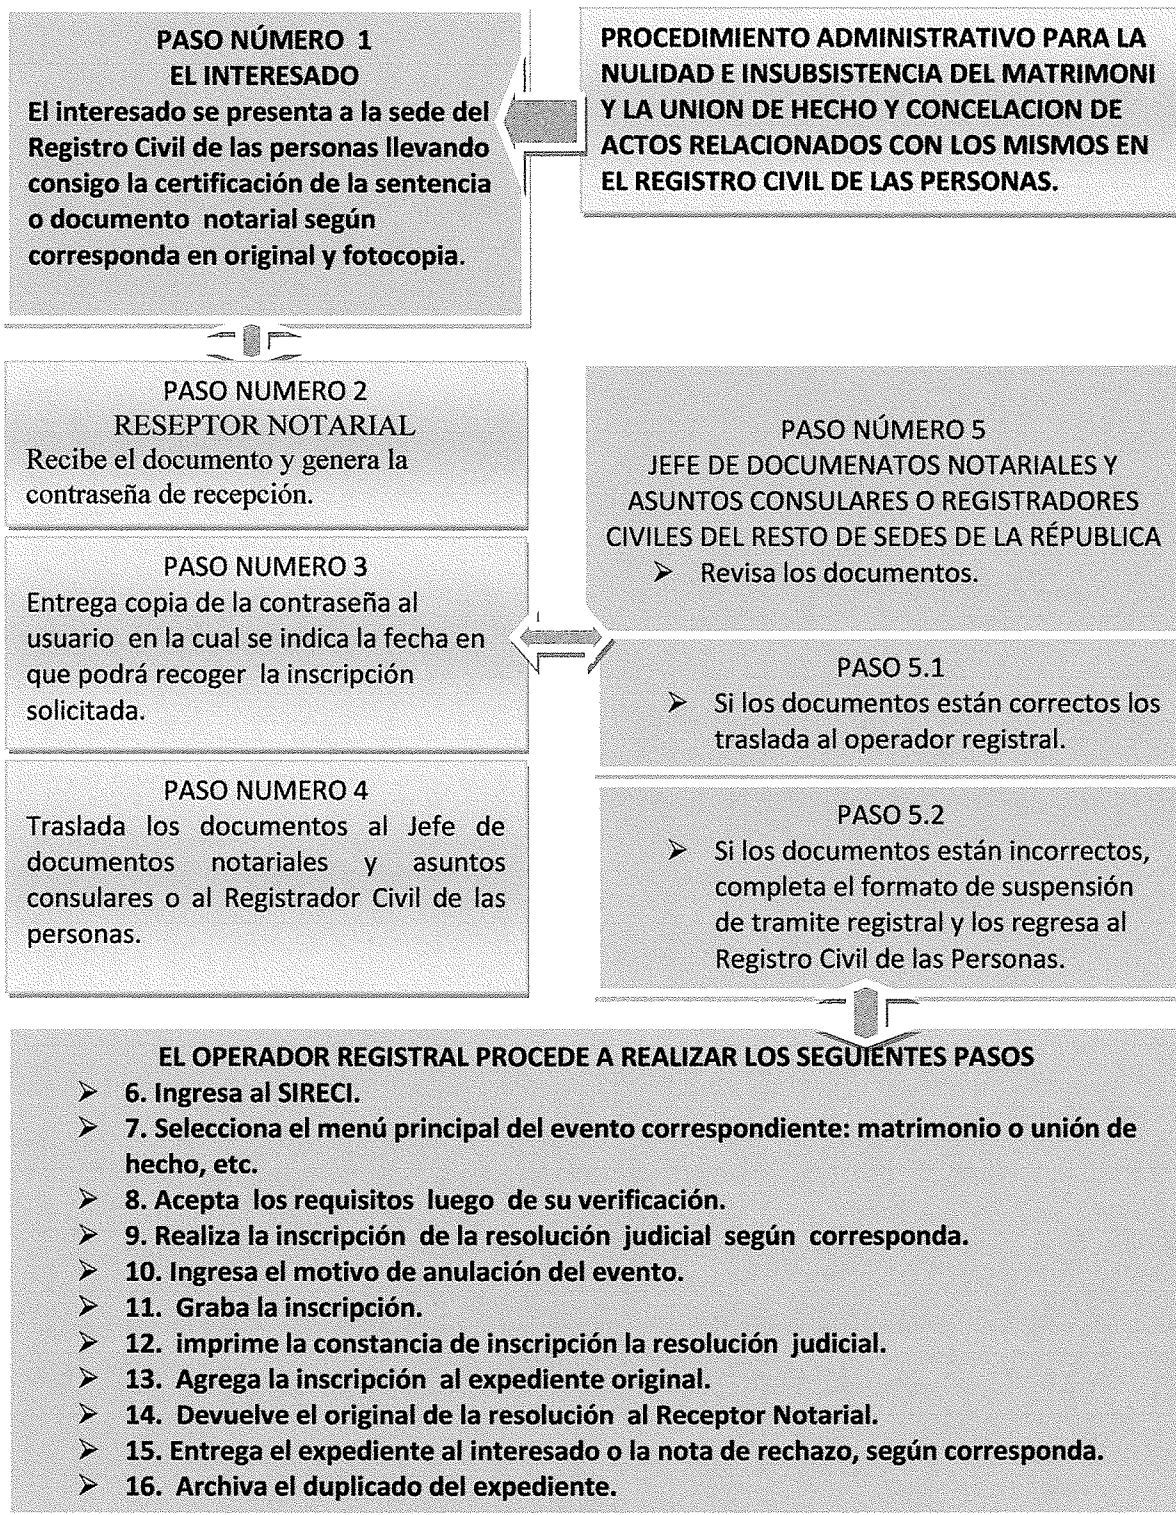 PROCEDIMIENTO ADMINISTRATIVO PARA LA
NULIDAD E INSUBSISTENCIA DEL MATRIMONI
Y LA UNION DE HECHO Y CONCELACION DE
ACTOS RELACIONADOS CON LOS MISMOS EN
EL REGISTRO CIVIL DE LAS PERSONAS.
PASO NÚMERO 1
EL INTERESADO
El interesado se presenta a la sede del
Registro Civil de las personas llevando
consigo la certificación de la sentencia
o documento notarial según
corresponda en original y fotocopia.
PASO NUMERO 2
RESEPTOR NOTARIAL
Recibe el documento y genera la
contraseña de recepción.
PASO NUMERO 3
Entrega copia de la contraseña al
usuario en la cual se indica la fecha en
que podrá recoger la inscripción
solicitada.
PASO NUMERO 4
Traslada los documentos al Jefe de
documentos notariales y asuntos
consulares o al Registrador Civil de las
personas.
PASO NÚMERO 5
JEFE DE DOCUMENATOS NOTARIALES Y
ASUNTOS CONSULARES O REGISTRADORES
CIVILES DEL RESTO DE SEDES DE LA RÉPUBLICA
➢ Revisa los documentos.
PASO 5.1
➢ Si los documentos están correctos los
traslada al operador registral.
PASO 5.2
➢ Si los documentos están incorrectos,
completa el formato de suspensión
de tramite registral y los regresa al
Registro Civil de las Personas.
EL OPERADOR REGISTRAL PROCEDE A REALIZAR LOS SEGUIENTES PASOS
➢ 6. Ingresa al SIRECI.
➢ 7. Selecciona el menú principal del evento correspondiente: matrimonio o unión de
hecho, etc.
➢ 8. Acepta los requisitos luego de su verificación.
➢ 9. Realiza la inscripción de la resolución judicial según corresponda.
➢ 10. Ingresa el motivo de anulación del evento.
➢ 11. Graba la inscripción.
➢ 12. imprime la constancia de inscripción la resolución judicial.
➢ 13. Agrega la inscripción al expediente original.
➢ 14. Devuelve el original de la resolución al Receptor Notarial.
➢ 15. Entrega el expediente al interesado o la nota de rechazo, según corresponda.
➢ 16. Archiva el duplicado del expediente.